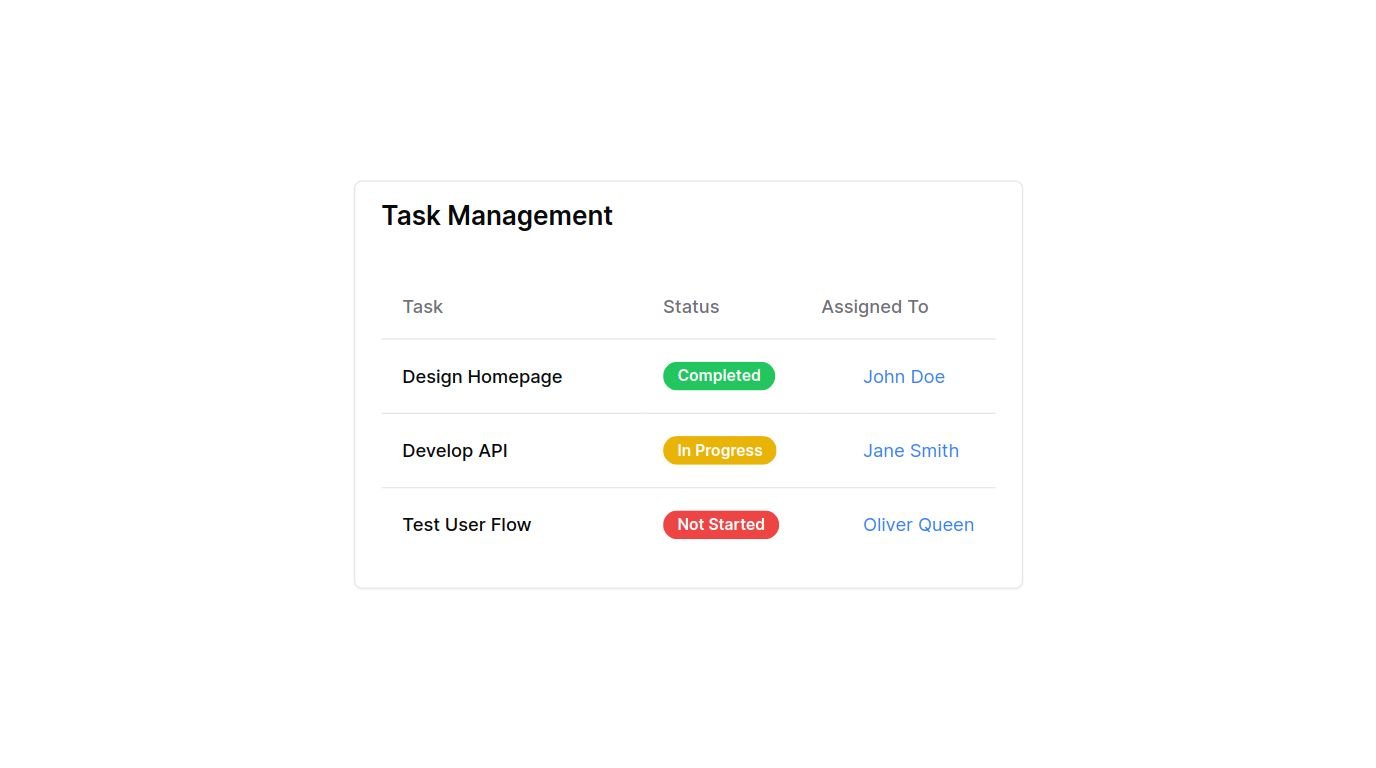 Task Management
Task Status Assigned To
Design Homepage Completed John Doe
Develop API In Progress Jane Smith
Test User Flow Not Started Oliver Queen